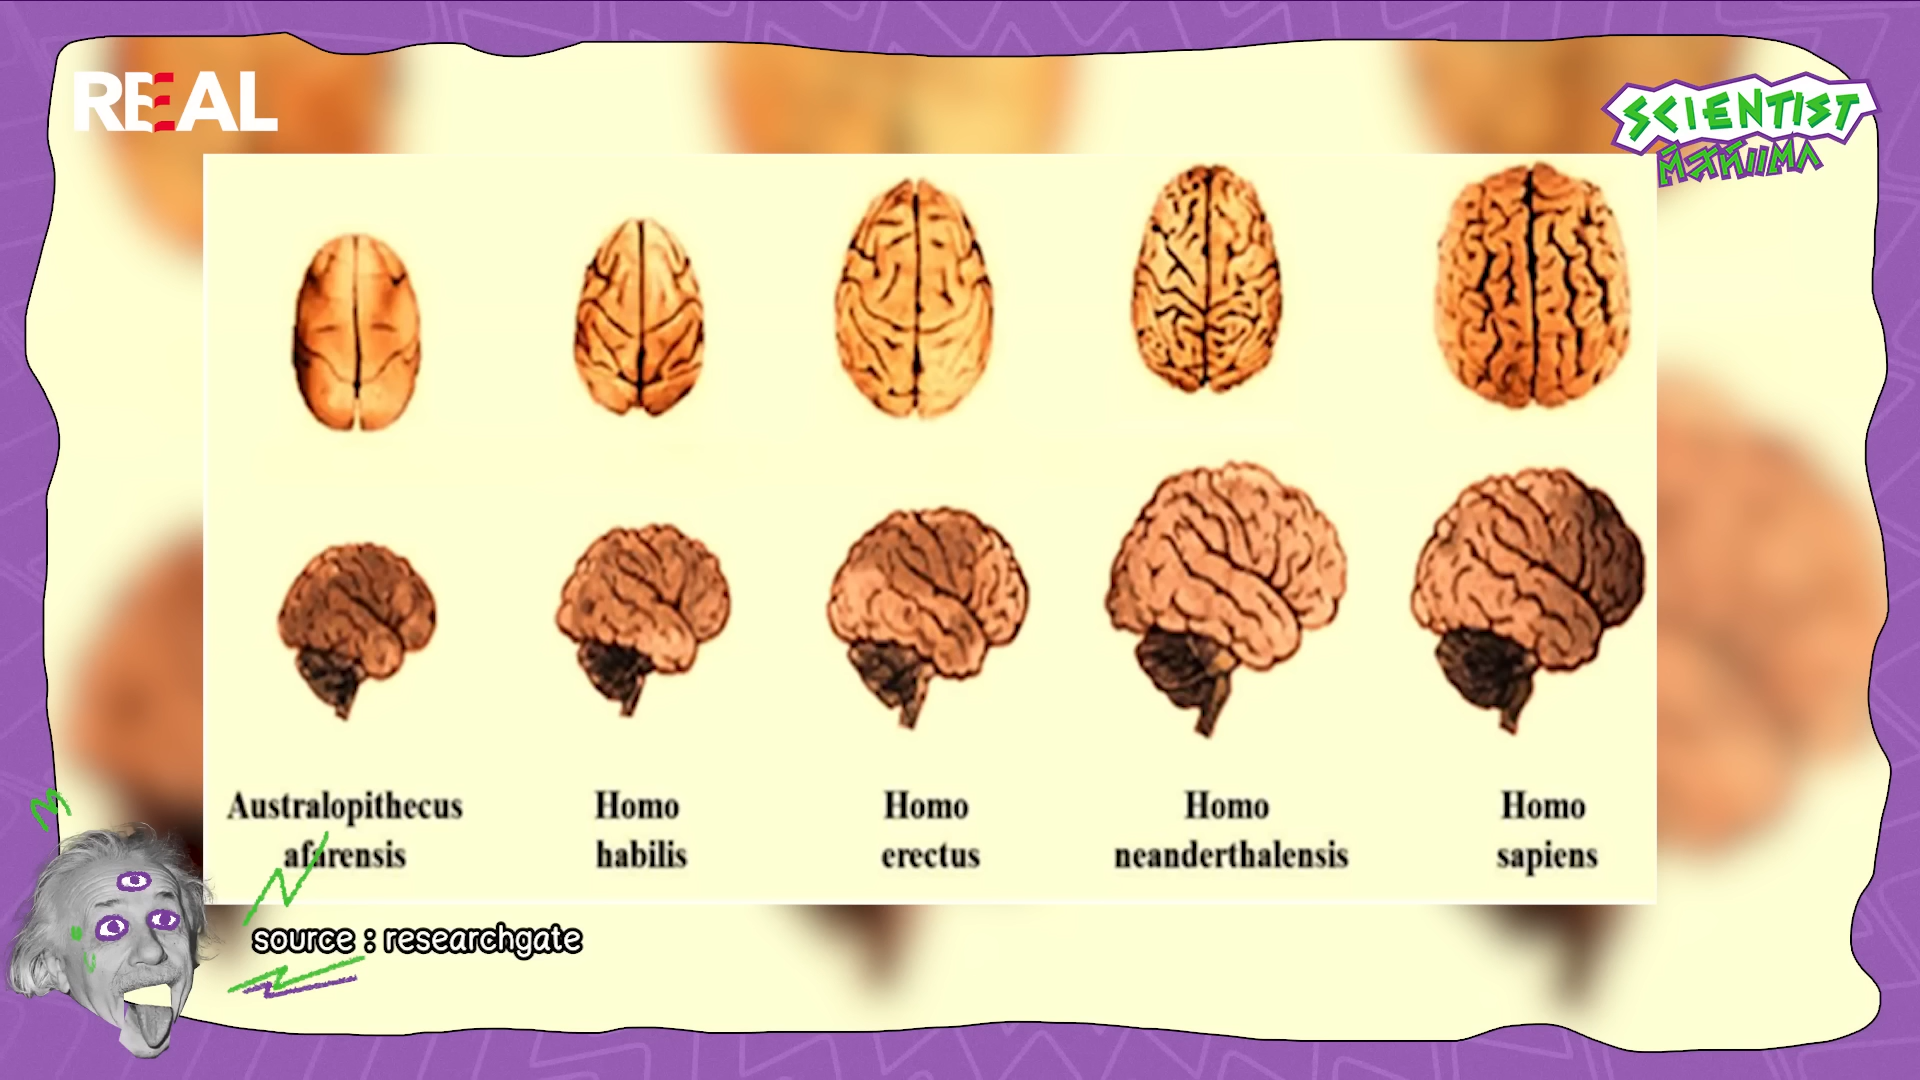 REAL
SCIENTIST
Australopithecus
afarensis
Homo
habilis
Homo
erectus
Homo
neanderthalensis
Homo
sapiens
source : researchgate